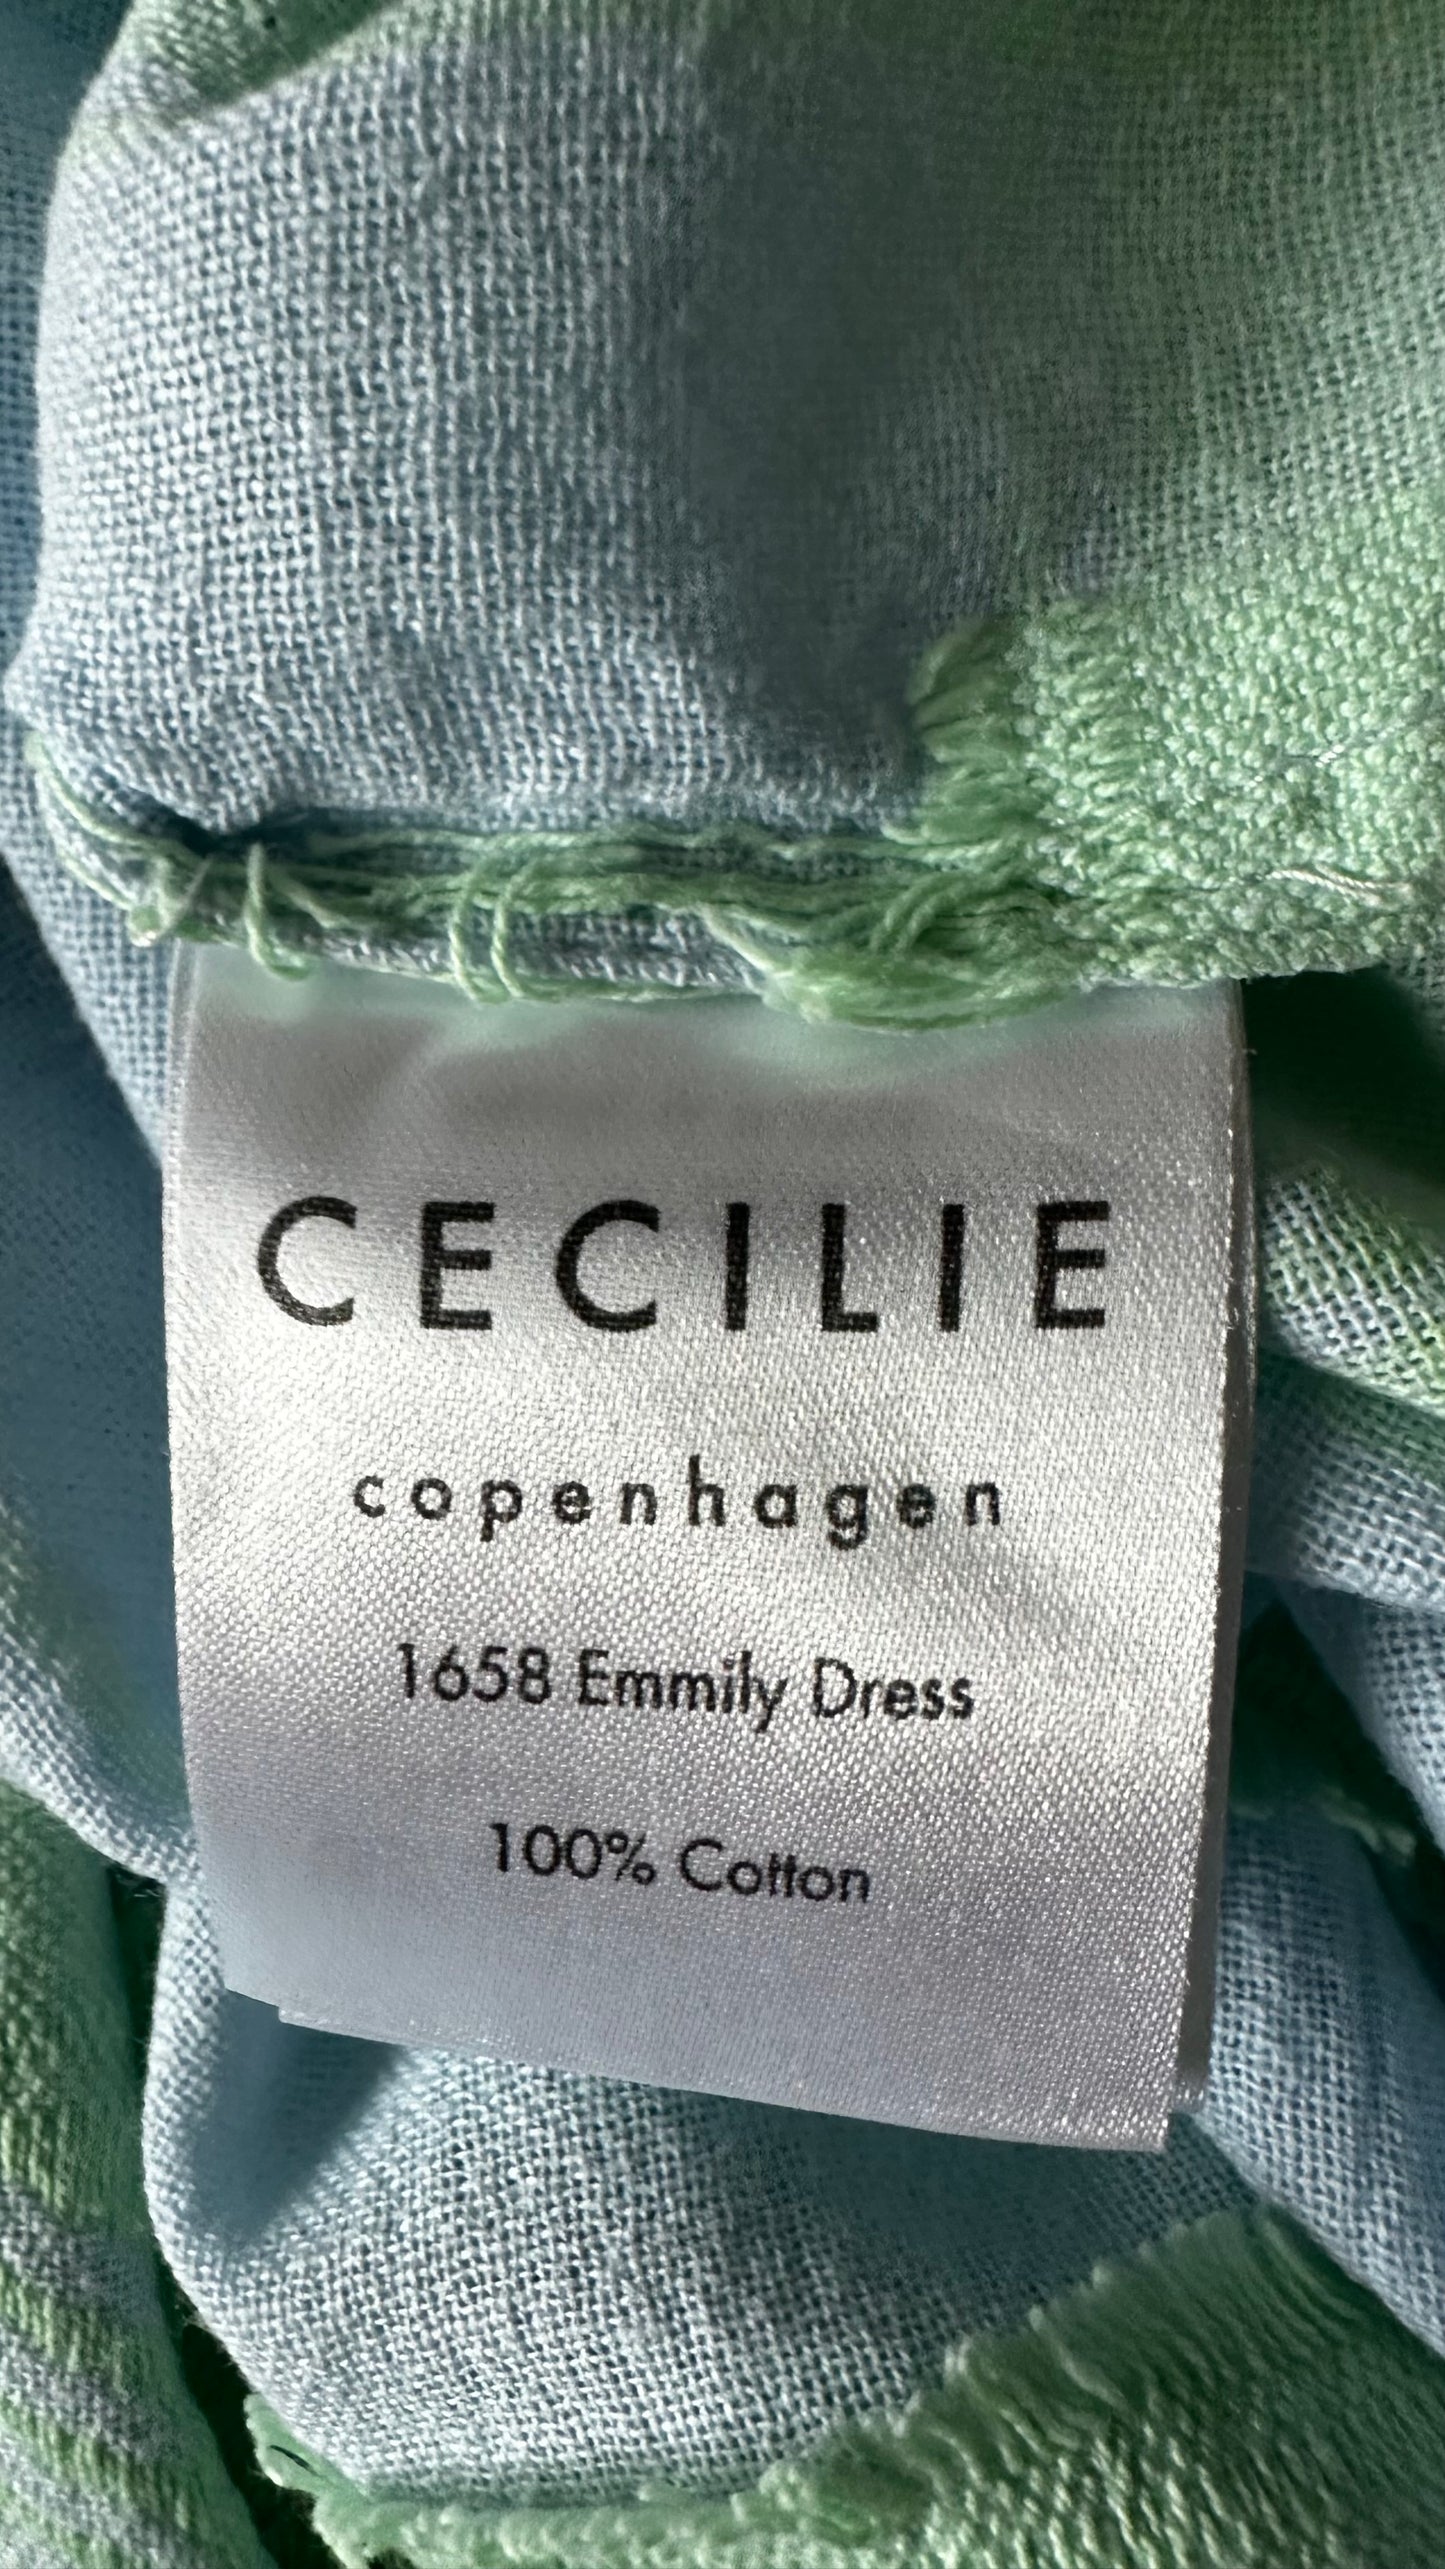 CECILIE
copenhagen
1658 Emmily Dress
100% Cotton